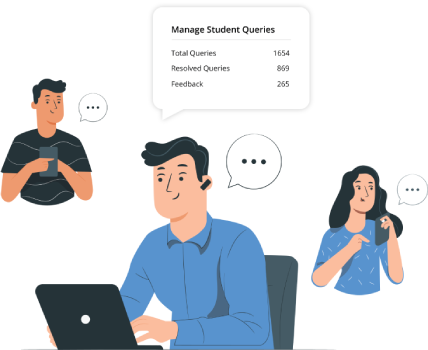 Manage Student Queries
Total Queries 1654
Resolved Queries 869
Feedback 265